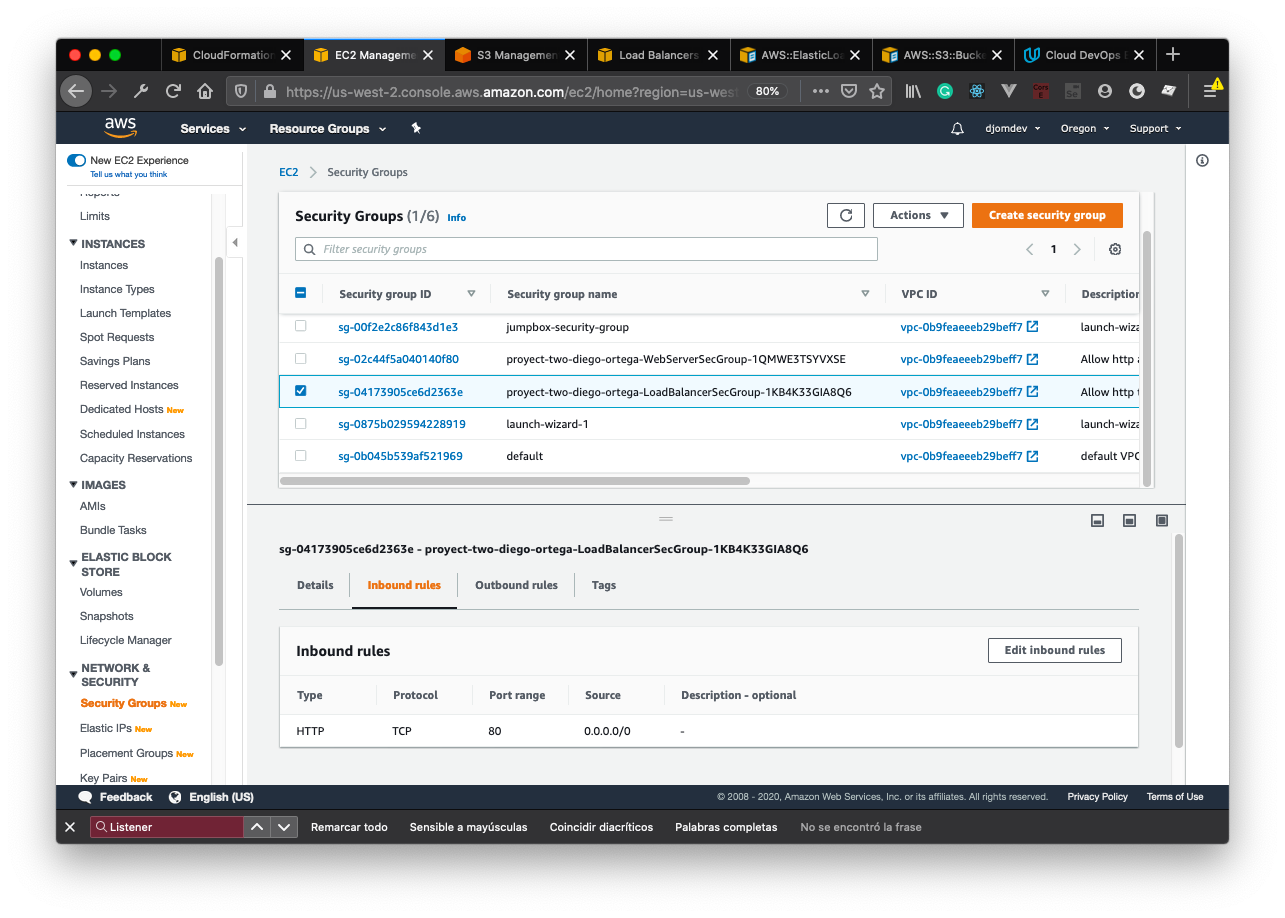 CloudFormation
EC2 Manageme
S3 Managemen
Load Balancers
AWS::ElasticLoa
AWS::S3::Bucke
Cloud DevOps E
https://us-west-2.console.aws.amazon.com/ec2/home?region=us-west
80%
aws
Services
Resource Groups
djomdev
Oregon
Support
New EC2 Experience
Tell us what you think
Reports
Limits
INSTANCES
Instances
Instance Types
Launch Templates
Spot Requests
Savings Plans
Reserved Instances
Dedicated Hosts New
Scheduled Instances
Capacity Reservations
IMAGES
AMIs
Bundle Tasks
ELASTIC BLOCK
STORE
Volumes
Snapshots
Lifecycle Manager
NETWORK &
SECURITY
Security Groups New
Elastic IPs New
Placement Groups New
Key Pairs New
EC2 > Security Groups
Security Groups (1/6) Info
Actions
Create security group
Filter security groups
1
Security group ID Security group name VPC ID Description
sg-00f2e2c86f843d1e3 jumpbox-security-group vpc-0b9feaeeeb29beff7 launch-wiza
sg-02c44f5a040140f80 proyect-two-diego-ortega-WebServerSecGroup-1QMWE3TSYVXSE vpc-0b9feaeeeb29beff7 Allow http a
sg-04173905ce6d2363e proyect-two-diego-ortega-LoadBalancerSecGroup-1KB4K33GIA8Q6 vpc-0b9feaeeeb29beff7 Allow http t
sg-0875b029594228919 launch-wizard-1 vpc-0b9feaeeeb29beff7 launch-wiza
sg-0b045b539af521969 default vpc-0b9feaeeeb29beff7 default VPC
sg-04173905ce6d2363e - proyect-two-diego-ortega-LoadBalancerSecGroup-1KB4K33GIA8Q6
Details
Inbound rules
Outbound rules
Tags
Inbound rules
Edit inbound rules
Type Protocol Port range Source Description - optional
HTTP TCP 80 0.0.0.0/0 -
Feedback
English (US)
© 2008 - 2020, Amazon Web Services, Inc. or its affiliates. All rights reserved.
Privacy Policy
Terms of Use
Listener
Remarcar todo
Sensible a mayúsculas
Coincidir diacríticos
Palabras completas
No se encontró la frase